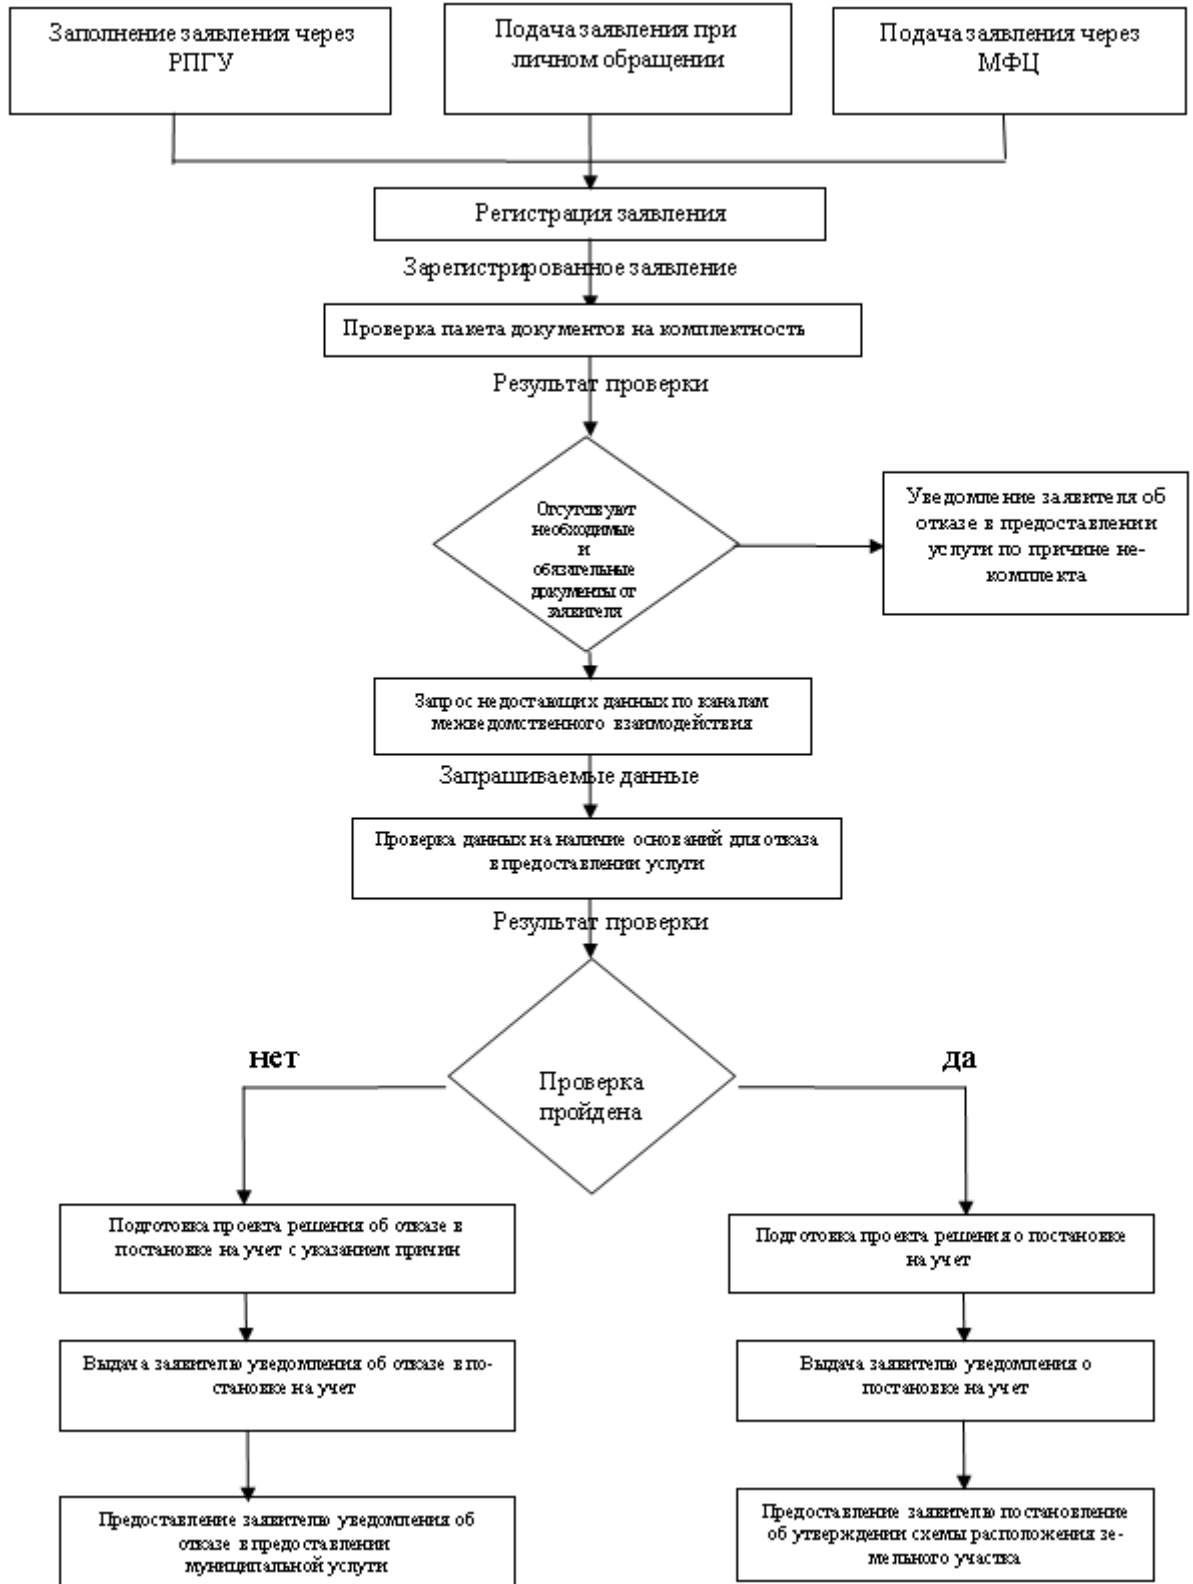 Заполнение заявления через
РПГУ
Подача заявления при
личном обращении
Подача заявления через
МФЦ
Регистрация заявления
Зарегистрированное заявление
Проверка пакета документов на комплектность
Результат проверки
Отсутствуют
необходимые
и
обязательные
документы от
заявителя
Уведомление заявителя об
отказе в предоставлении
услуги по причине не-
комплекта
Запрос недостающих данных по каналам
межведомственного взаимодействия
Запрашиваемые данные
Проверка данных на наличие оснований для отказа
в предоставлении услуги
Результат проверки
нет
да
Проверка
пройдена
Подготовка проекта решения об отказе в
постановке на учет с указанием причин
Подготовка проекта решения о постановке
на учет
Выдача заявителю уведомления об отказе в по-
становке на учет
Выдача заявителю уведомления о
постановке на учет
Предоставление заявителю уведомления об
отказе в предоставлении
муниципальной услуги
Предоставление заявителю постановление
об утверждении схемы расположения зе-
мельного участка